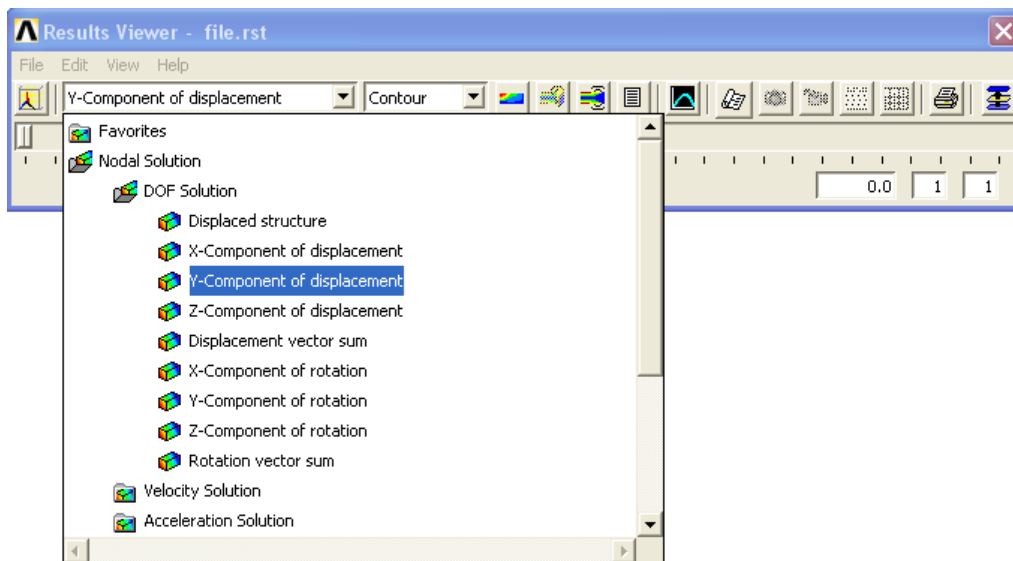 Results Viewer - file.rst
File Edit View Help
Y-Component of displacement Contour
Favorites
Nodal Solution
0.0 1 1
DOF Solution
Displaced structure
X-Component of displacement
Y-Component of displacement
Z-Component of displacement
Displacement vector sum
X-Component of rotation
Y-Component of rotation
Z-Component of rotation
Rotation vector sum
Velocity Solution
Acceleration Solution